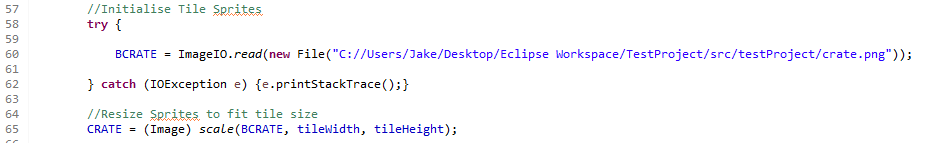 57 //Initialise Tile Sprites
58 try {
59
60 BCRATE = ImageIO.read(new File("C://Users/Jake/Desktop/Eclipse Workspace/TestProject/src/testProject/crate.png"));
61
62 } catch (IOException e) {e.printStackTrace();}
63
64 //Resize Sprites to fit tile size
65 CRATE = (Image) scale(BCRATE, tileWidth, tileHeight);